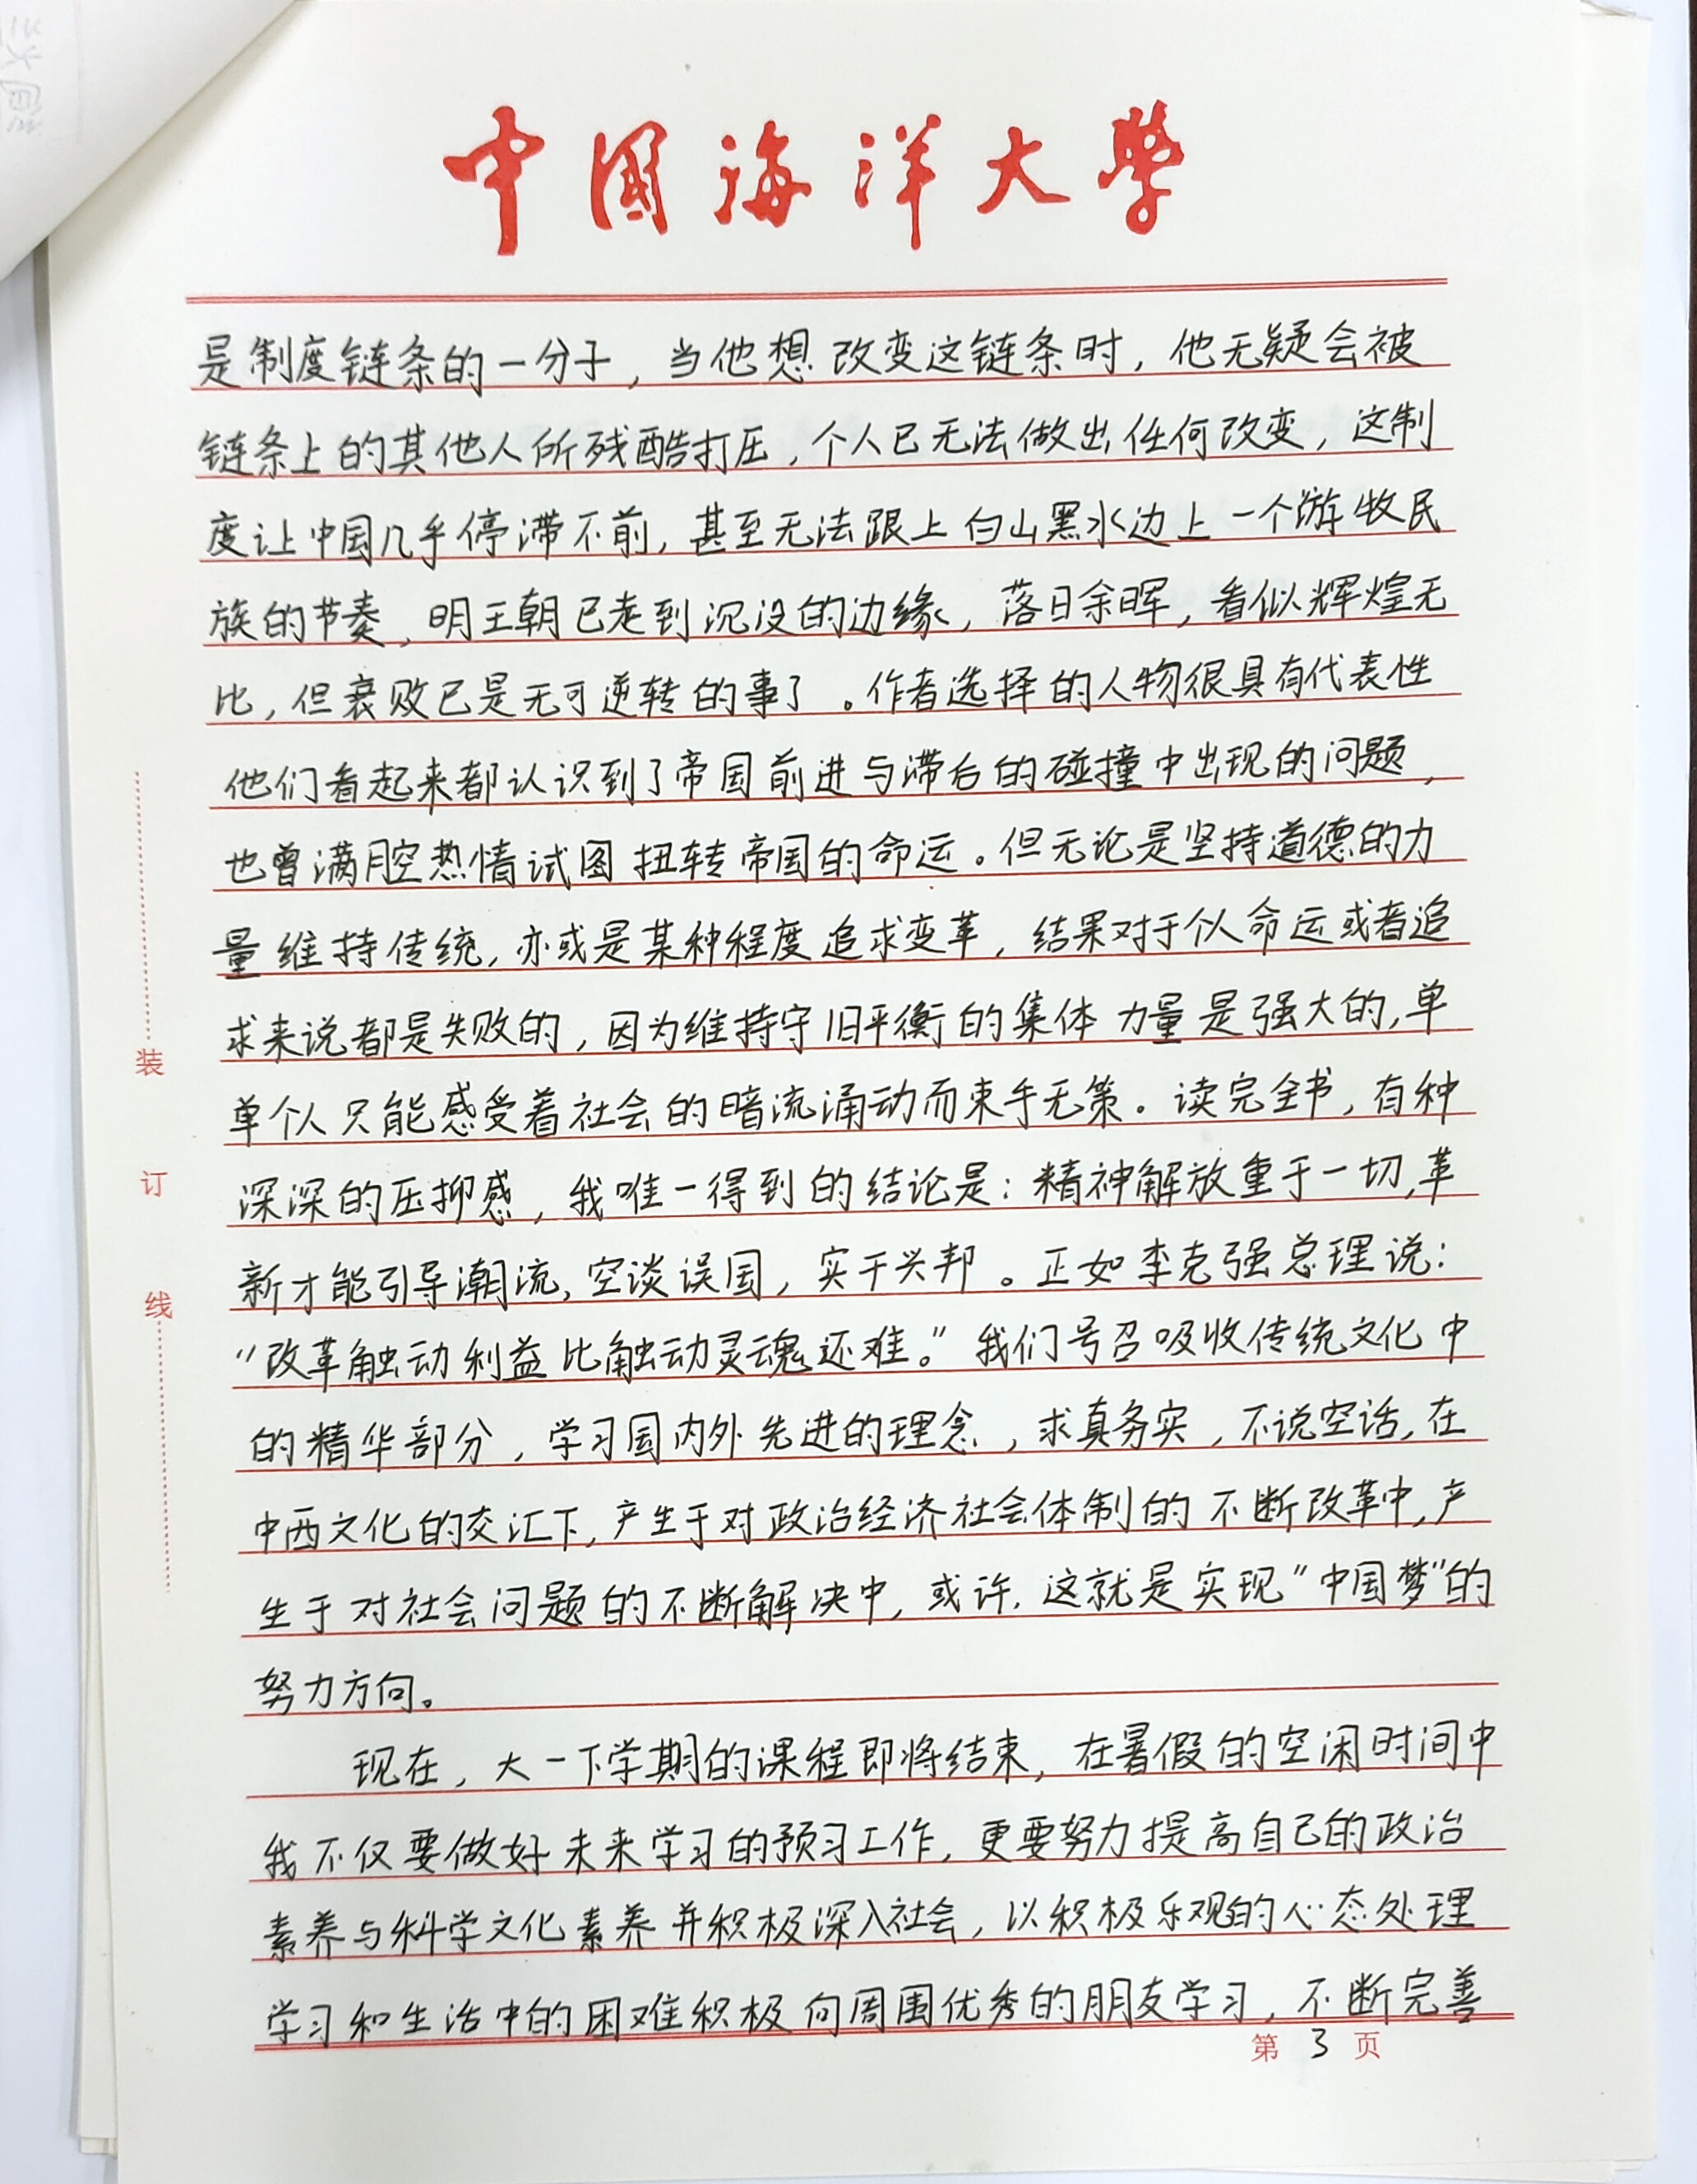 中国海洋大学
是制度链条的一分子，当他想改变这链条时，他无疑会被
链条上的其他人所残酷打压，个人已无法做出任何改变，这制
度让中国几乎停滞不前，甚至无法跟上白山黑水边上一个游牧民
族的节奏，明王朝已走到沉没的边缘，落日余晖，看似辉煌无
比，但衰败已是无可逆转的事了。作者选择的人物很具有代表性
他们看起来都认识到了帝国前进与滞后的碰撞中出现的问题，
也曾满腔热情试图扭转帝国的命运。但无论是坚持道德的力
量维持传统，亦或是某种程度追求变革，结果对于个人命运或者追
求来说都是失败的，因为维持守旧平衡的集体力量是强大的，单
单个人只能感受着社会的暗流涌动而束手无策。读完全书，有种
深深的压抑感，我唯一得到的结论是：精神解放重于一切，革
新才能引导潮流，空谈误国，实干兴邦。正如李克强总理说：
“改革触动利益比触动灵魂还难。”我们号召吸收传统文化中
的精华部分，学习国内外先进的理念，求真务实，不说空话，在
中西文化的交汇下，产生于对政治经济社会体制的不断改革中，产
生于对社会问题的不断解决中，或许，这就是实现“中国梦”的
努力方向。
现在，大一下学期的课程即将结束，在暑假的空闲时间中
我不仅要做好未来学习的预习工作，更要努力提高自己的政治
素养与科学文化素养并积极深入社会，以积极乐观的心态处理
学习和生活中的困难积极向周围优秀的朋友学习，不断完善
第 3 页
装
订
线